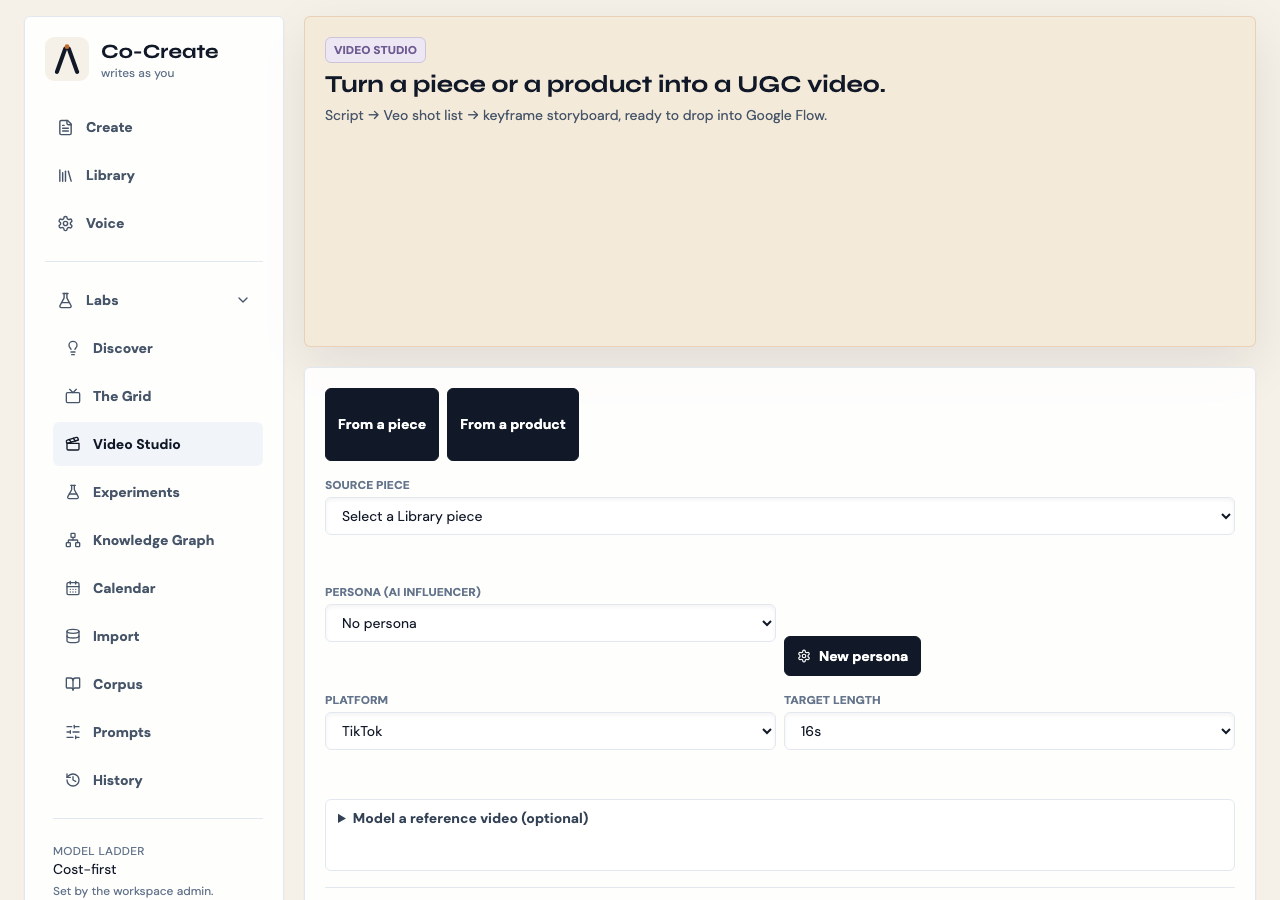 Co-Create
writes as you
Create
Library
Voice
Labs
Discover
The Grid
Video Studio
Experiments
Knowledge Graph
Calendar
Import
Corpus
Prompts
History
MODEL LADDER
Cost-first
Set by the workspace admin.
VIDEO STUDIO
Turn a piece or a product into a UGC video.
Script → Veo shot list → keyframe storyboard, ready to drop into Google Flow.
From a piece
From a product
SOURCE PIECE
Select a Library piece
PERSONA (AI INFLUENCER)
No persona
New persona
PLATFORM
TARGET LENGTH
TikTok
16s
Model a reference video (optional)